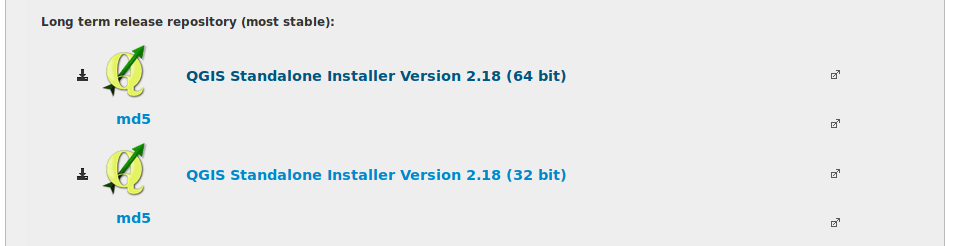 Long term release repository (most stable):
QGIS Standalone Installer Version 2.18 (64 bit)
md5
QGIS Standalone Installer Version 2.18 (32 bit)
md5